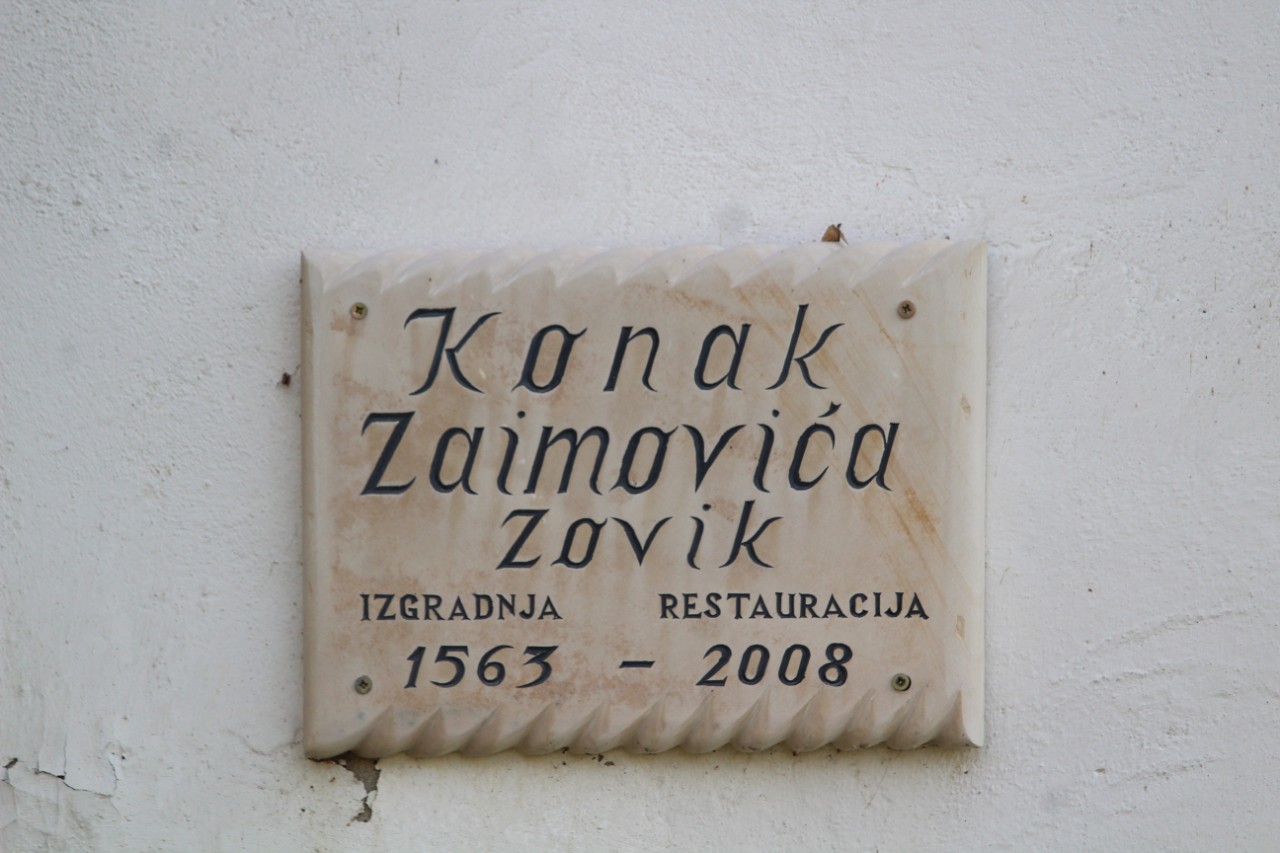 Konak
Zaimovića
Zovik
IZGRADNJA RESTAURACIJA
1563 - 2008